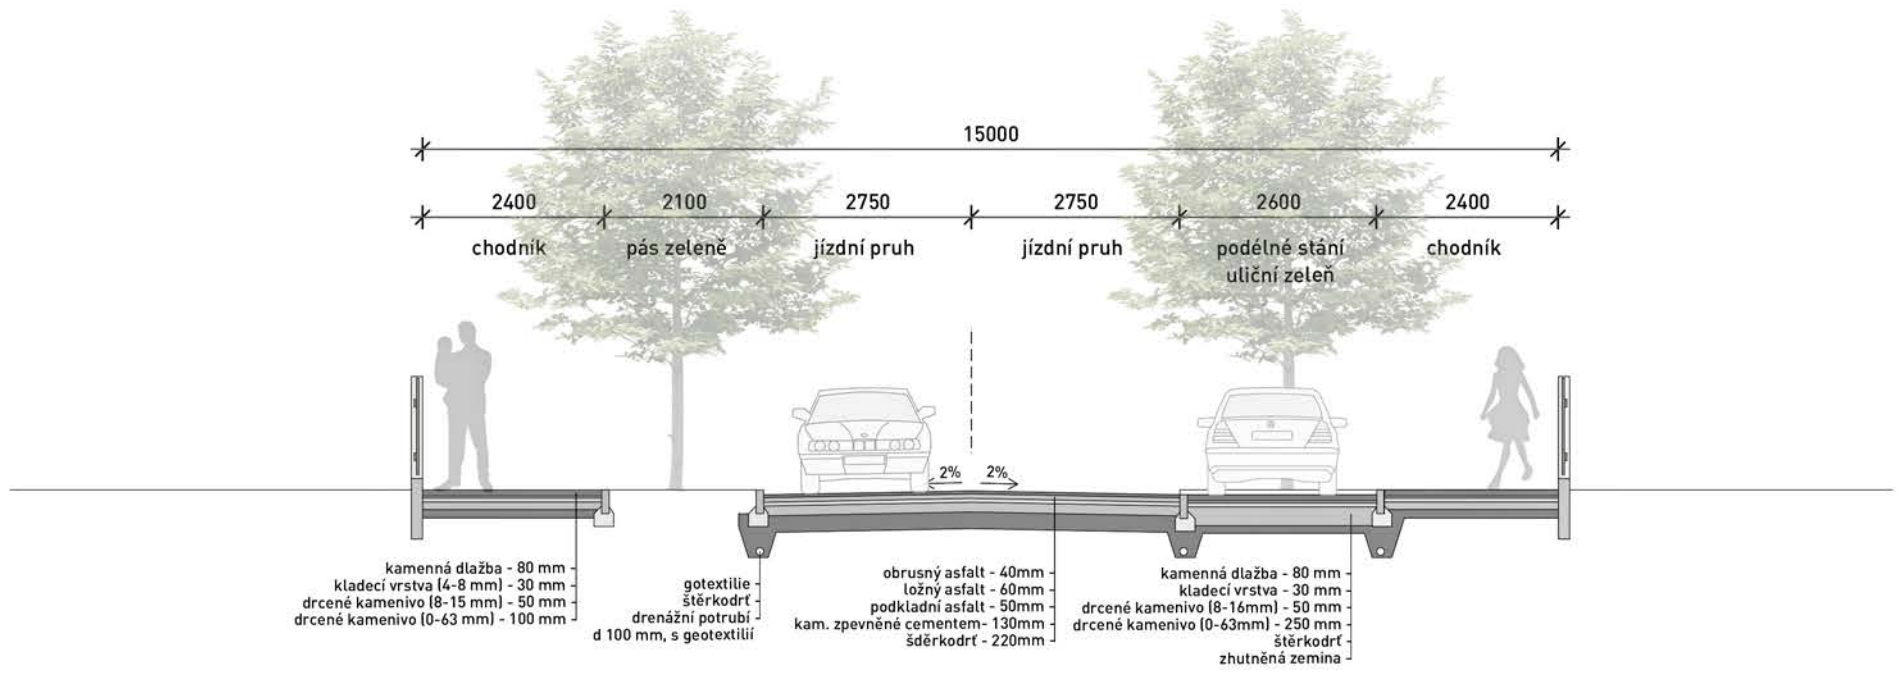 15000
2400
2100
2750
2750
2600
2400
chodník
pás zeleně
jízdní pruh
jízdní pruh
podélné stání
uliční zeleň
chodník
2%
2%
kamenná dlažba - 80 mm
kladecí vrstva (4-8 mm) - 30 mm
drcené kamenivo (8-15 mm) - 50 mm
drcené kamenivo (0-63 mm) - 100 mm
gotextilie
štěrkodrť
drenážní potrubí
d 100 mm, s geotextilií
obrusný asfalt - 40mm
ložný asfalt - 60mm
podkladní asfalt - 50mm
kam. zpevněné cementem- 130mm
šděrkodrť - 220mm
kamenná dlažba - 80 mm
kladecí vrstva - 30 mm
drcené kamenivo (8-16mm) - 50 mm
drcené kamenivo (0-63mm) - 250 mm
štěrkodrť
zhutněná zemina